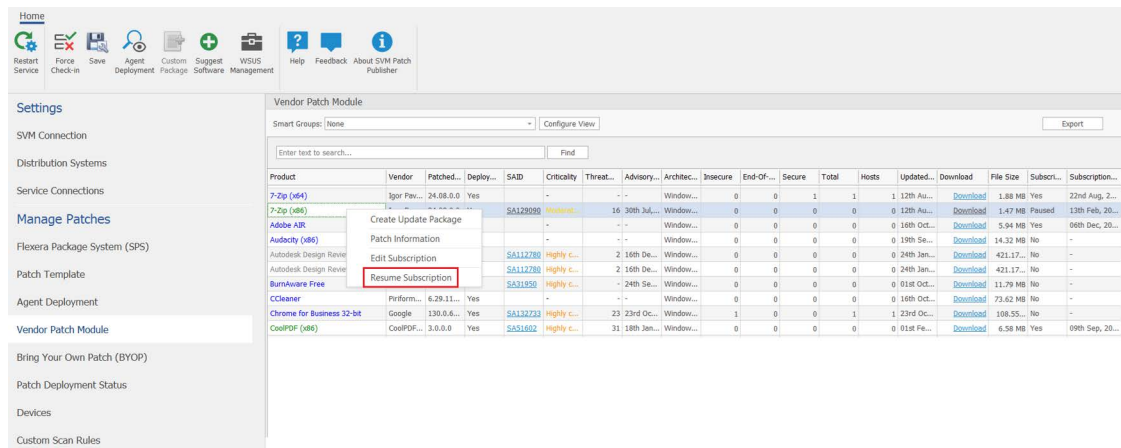 Home
Restart Service
Force Check-in
Save
Agent Deployment
Custom Package
Suggest Software
WSUS Management
Help
Feedback
About SVM Patch Publisher
Settings
SVM Connection
Distribution Systems
Service Connections
Manage Patches
Flexera Package System (SPS)
Patch Template
Agent Deployment
Vendor Patch Module
Bring Your Own Patch (BYOP)
Patch Deployment Status
Devices
Custom Scan Rules
Vendor Patch Module
Smart Groups: None Configure View Export
Enter text to search... Find
Product Vendor Patched... Deploy... SAID Criticality Threat... Advisory... Architec... Insecure End-Of-... Secure Total Hosts Updated... Download File Size Subscri... Subscription...
7-Zip (x64) Igor Pav... 24.08.0.0 Yes - - - Window... 0 0 1 1 1 12th Au... Download 1.88 MB Yes 22nd Aug, 2...
7-Zip (x86) SA129090 16 30th Jul,... Window... 0 0 0 0 0 12th Au... Download 1.47 MB Paused 13th Feb, 20...
Adobe AIR - - - Window... 0 0 0 0 0 16th Oct... Download 5.94 MB Yes 06th Dec, 20...
Audacity (x86) - - - Window... 0 0 0 0 0 19th Se... Download 14.32 MB No -
Autodesk Design Revie SA112780 Highly c... 2 16th De... Window... 0 0 0 0 0 24th Jan... Download 421.17... No -
Autodesk Design Revie SA112780 Highly c... 2 16th De... Window... 0 0 0 0 0 24th Jan... Download 421.17... No -
BurnAware Free SA31950 Highly c... - 24th Se... Window... 0 0 0 0 0 01st Oct... Download 11.79 MB No -
CCleaner Piriform... 6.29.11... Yes - - - Window... 0 0 0 0 0 16th Oct... Download 73.62 MB No -
Chrome for Business 32-bit Google 130.0.6... Yes SA132733 Highly c... 23 23rd Oc... Window... 1 0 0 1 1 23rd Oc... Download 108.55... No -
CoolPDF (x86) CoolPDF... 3.0.0.0 Yes SA51602 Highly c... 31 18th Jan... Window... 0 0 0 0 0 01st Fe... Download 6.58 MB Yes 09th Sep, 20...
Create Update Package
Patch Information
Edit Subscription
Resume Subscription